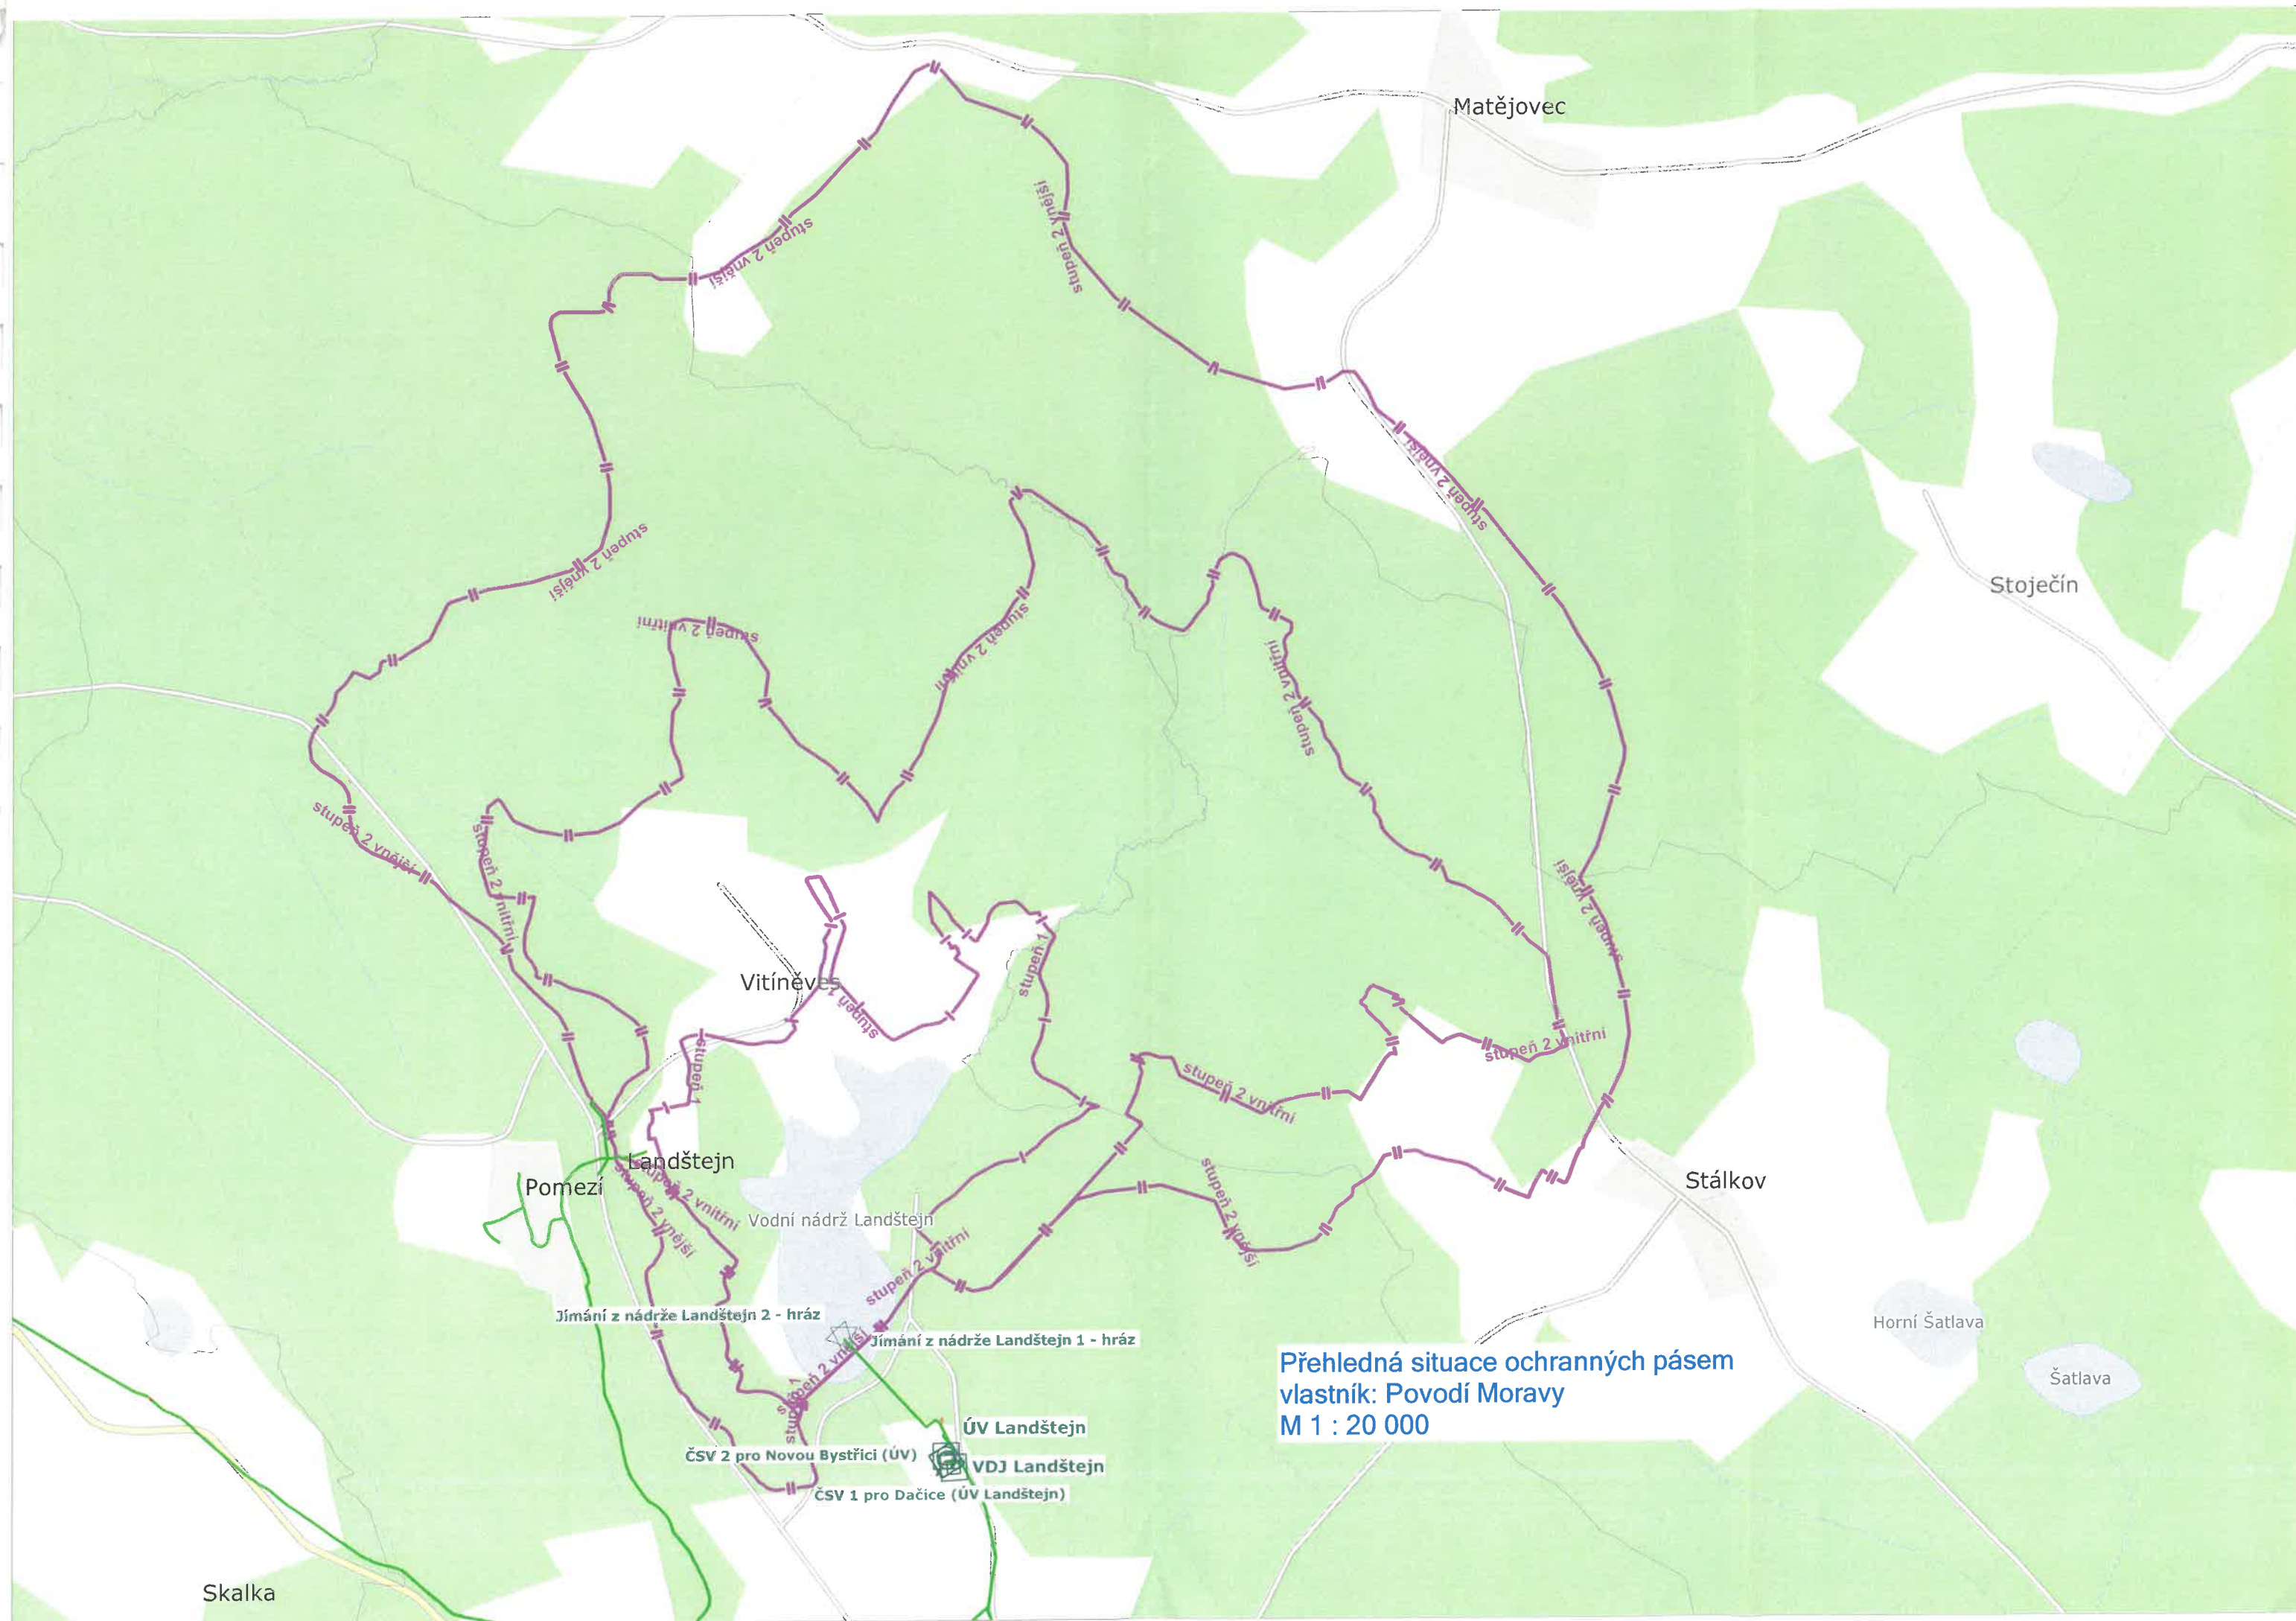 Matějovec
stupeň 2 vnější
stupeň 2 vnější
stupeň 2 vnější
stupeň 2 vnější
Stoječín
stupeň 2 vnitřní
stupeň 2 vnitřní
stupeň 2 vnitřní
stupeň 2 vnější
stupeň 2 vnitřní
stupeň 2 vnější
Vitíněves
stupeň 1
stupeň 1
stupeň 1
stupeň 2 vnitřní
stupeň 2 vnitřní
Landštejn
Pomezí
stupeň 2 vnitřní
stupeň 2 vnější
stupeň 2 vnější
Stálkov
Vodní nádrž Landštejn
stupeň 2 vnitřní
Jímání z nádrže Landštejn 2 - hráz
Jímání z nádrže Landštejn 1 - hráz
Horní Šatlava
Šatlava
stupeň 2 vnější
stupeň 1
Přehledná situace ochranných pásem
vlastník: Povodí Moravy
M 1 : 20 000
ÚV Landštejn
ČSV 2 pro Novou Bystřici (ÚV)
VDJ Landštejn
ČSV 1 pro Dačice (ÚV Landštejn)
Skalka